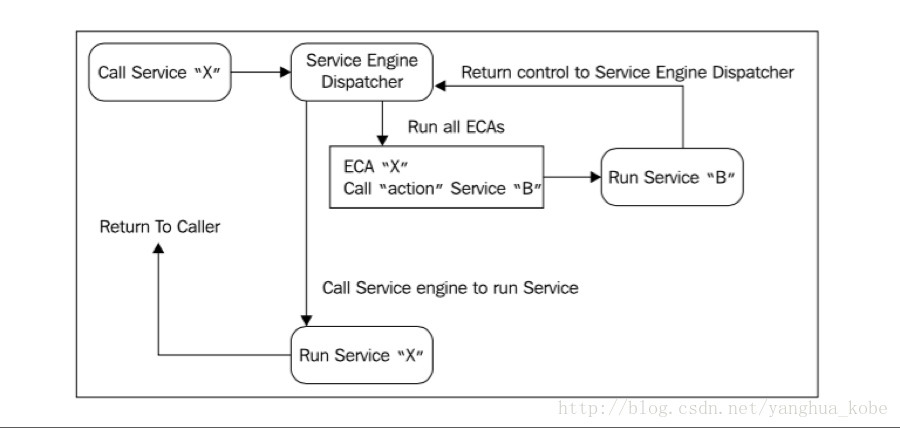 Call Service “X”
Service Engine
Dispatcher
Return control to Service Engine Dispatcher
Run all ECAs
ECA “X”
Call “action” Service “B”
Run Service “B”
Return To Caller
Call Service engine to run Service
Run Service “X”
http://blog.csdn.net/yanghua_kobe